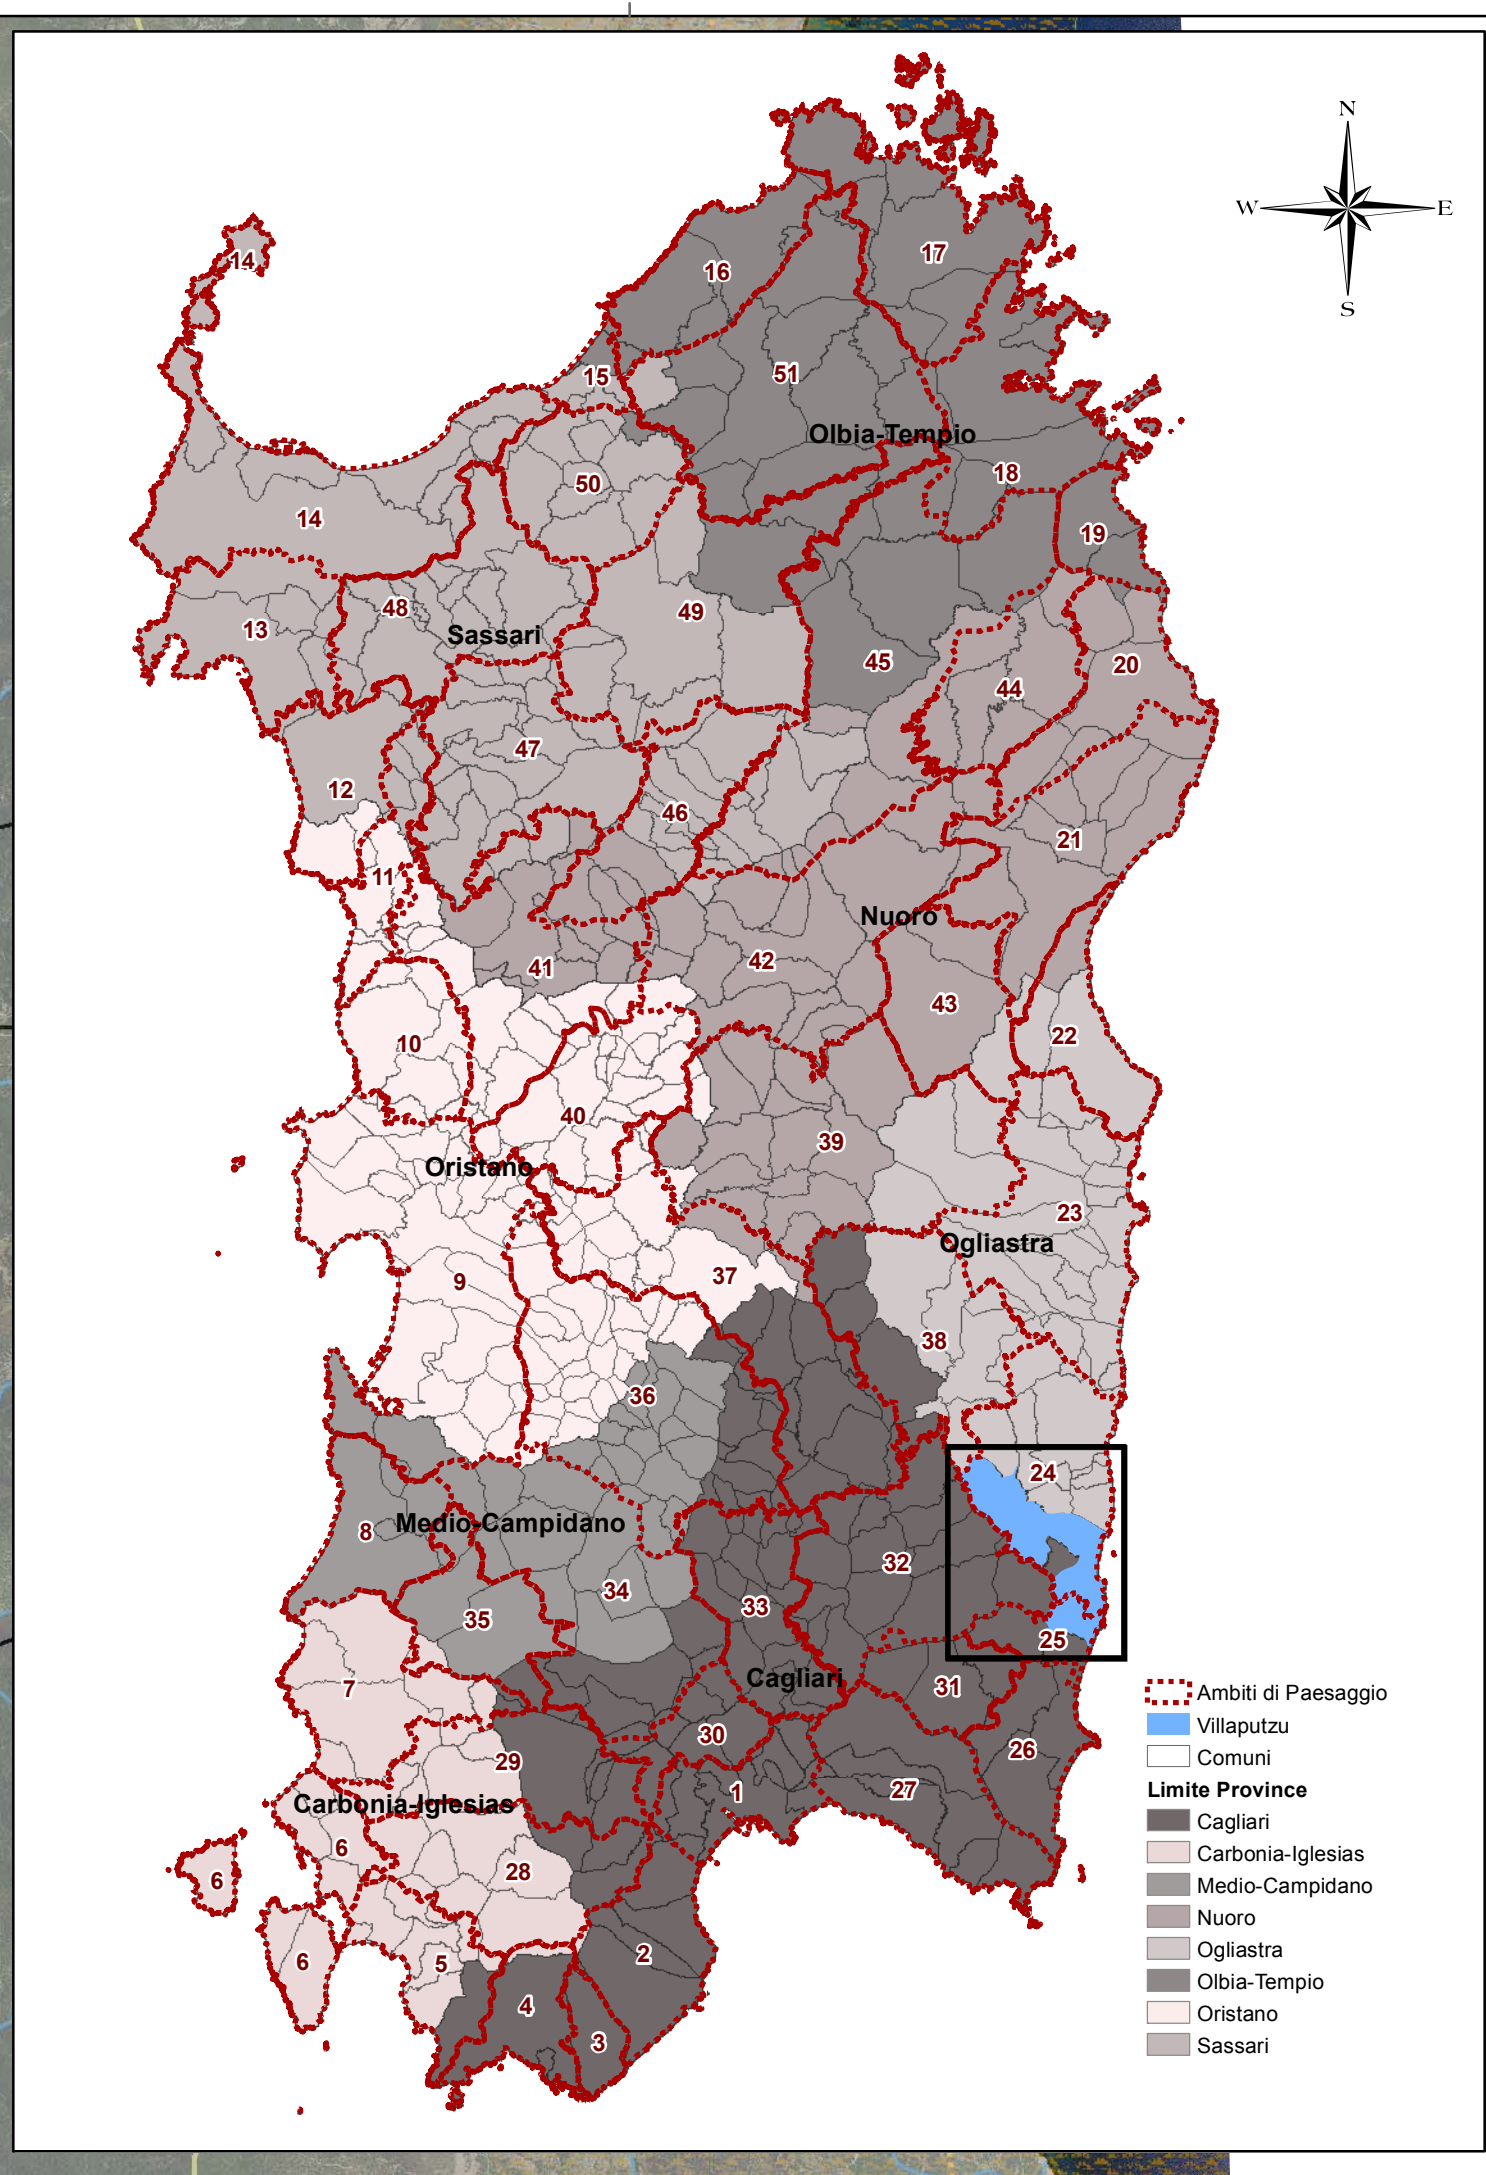 N
W E
S
14
17
16
15
51
Olbia-Tempio
18
50
14
19
48
49
13
Sassari
45
20
44
47
12
46
21
11
Nuoro
42
41
43
22
10
40
39
Oristano
23
Ogliastra
37
9
38
36
24
Medio-Campidano
8
32
34
33
35
25
Cagliari
31
7
Ambiti di Paesaggio
Villaputzu
30
26
29
Comuni
27
1
Limite Province
Carbonia-Iglesias
Cagliari
6
Carbonia-Iglesias
28
6
Medio-Campidano
Nuoro
Ogliastra
2
6
5
Olbia-Tempio
4
Oristano
3
Sassari